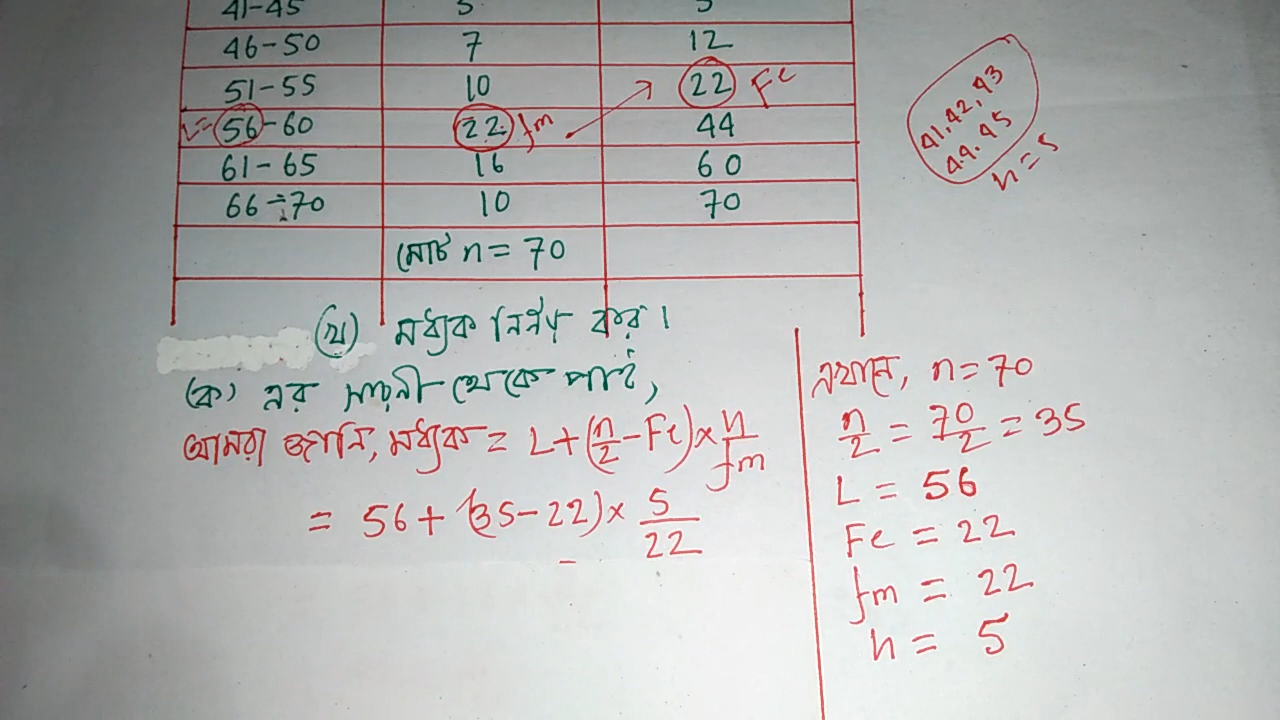 41-45 5 5
46-50 7 12
51-55 10 22 Fc
L= 56-60 22 fm 44
61-65 16 60
66-70 10 70
মোট n = 70
41, 42, 43
44, 45
h = 5
(খ) মধ্যক নির্ণয় কর।
(ক) এর সারণী থেকে পাই,
আমরা জানি, মধ্যক = L + (n/2 - Fc) × h/fm
= 56 + (35 - 22) × 5/22
এখানে, n = 70
n/2 = 70/2 = 35
L = 56
Fc = 22
fm = 22
h = 5